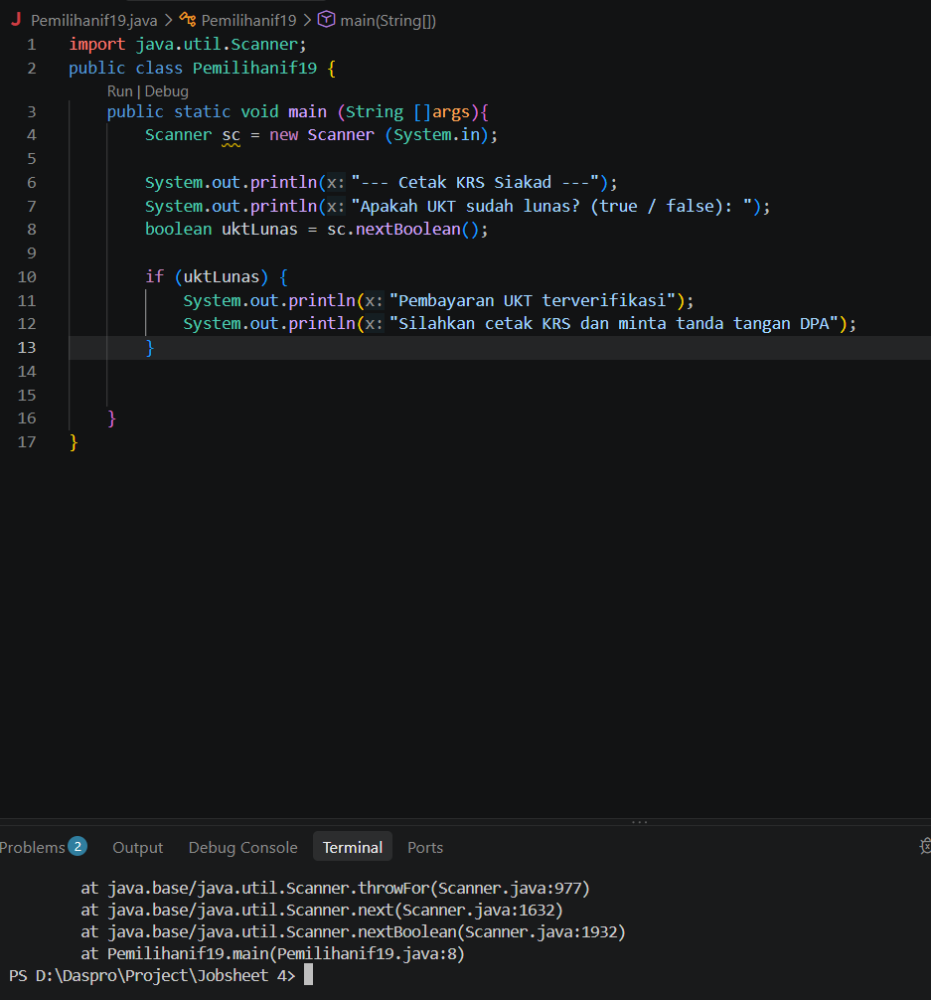 Pemilihanif19.java > Pemilihanif19 > main(String[])
1 import java.util.Scanner;
2 public class Pemilihanif19 {
Run | Debug
3 public static void main (String []args){
4 Scanner sc = new Scanner (System.in);
5
6 System.out.println(x: "--- Cetak KRS Siakad ---");
7 System.out.println(x: "Apakah UKT sudah lunas? (true / false): ");
8 boolean uktLunas = sc.nextBoolean();
9
10 if (uktLunas) {
11 System.out.println(x: "Pembayaran UKT terverifikasi");
12 System.out.println(x: "Silahkan cetak KRS dan minta tanda tangan DPA");
13 }
14
15
16 }
17 }
Problems 2 Output Debug Console Terminal Ports
at java.base/java.util.Scanner.throwFor(Scanner.java:977)
at java.base/java.util.Scanner.next(Scanner.java:1632)
at java.base/java.util.Scanner.nextBoolean(Scanner.java:1932)
at Pemilihanif19.main(Pemilihanif19.java:8)
PS D:\Daspro\Project\Jobsheet 4>